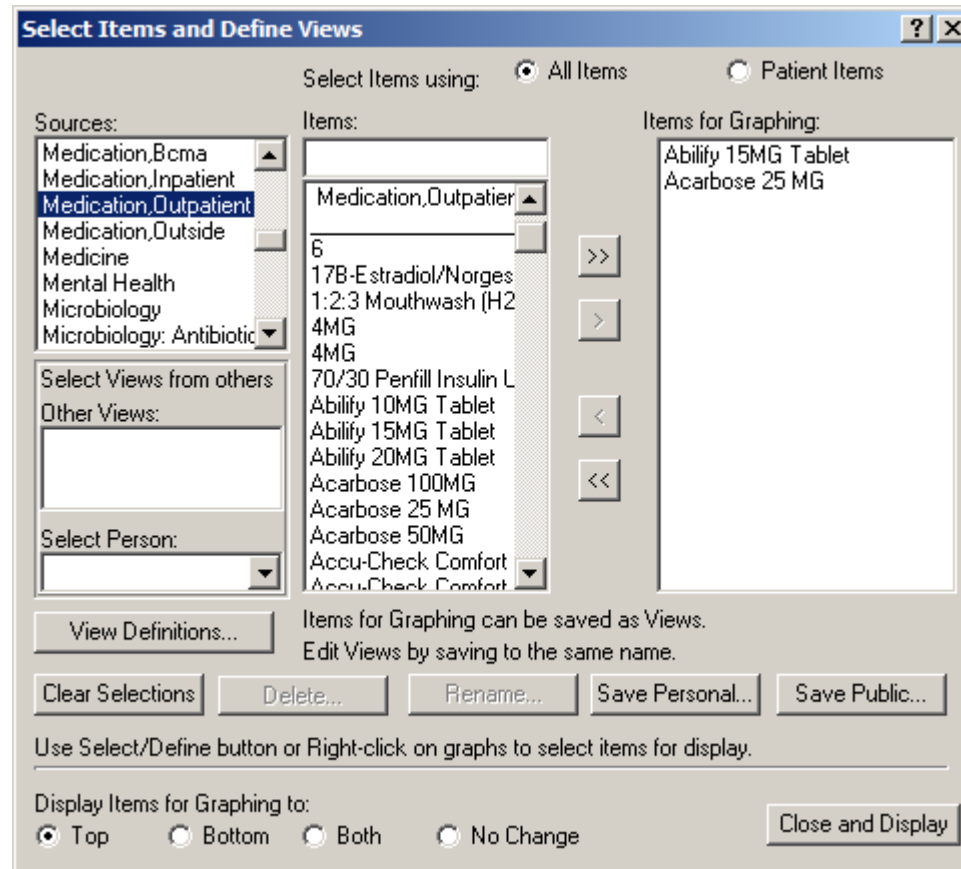 Select Items and Define Views
Select Items using:
All Items
Patient Items
Sources:
Medication,Bcma
Medication,Inpatient
Medication,Outpatient
Medication,Outside
Medicine
Mental Health
Microbiology
Microbiology: Antibiotic
Items:
Medication,Outpatien
6
17B-Estradiol/Norges
1:2:3 Mouthwash (H2
4MG
4MG
70/30 Penfill Insulin U
Abilify 10MG Tablet
Abilify 15MG Tablet
Abilify 20MG Tablet
Acarbose 100MG
Acarbose 25 MG
Acarbose 50MG
Accu-Check Comfort
Accu-Check Comfort
>>
>
<
<<
Items for Graphing:
Abilify 15MG Tablet
Acarbose 25 MG
Select Views from others
Other Views:
Select Person:
View Definitions...
Items for Graphing can be saved as Views.
Edit Views by saving to the same name.
Clear Selections
Delete...
Rename...
Save Personal...
Save Public...
Use Select/Define button or Right-click on graphs to select items for display.
Display Items for Graphing to:
Top
Bottom
Both
No Change
Close and Display